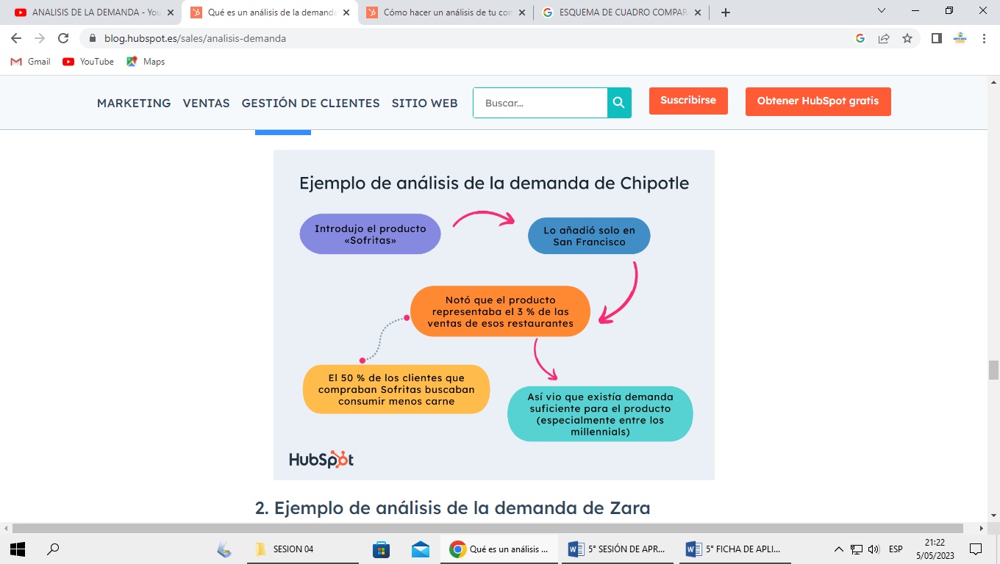 ANALISIS DE LA DEMANDA - You
Qué es un análisis de la demanda
Cómo hacer un análisis de tu con
ESQUEMA DE CUADRO COMPAR
blog.hubspot.es/sales/analisis-demanda
Gmail
YouTube
Maps
MARKETING
VENTAS
GESTIÓN DE CLIENTES
SITIO WEB
Buscar...
Suscribirse
Obtener HubSpot gratis
Ejemplo de análisis de la demanda de Chipotle
Introdujo el producto
«Sofritas»
Lo añadió solo en
San Francisco
Notó que el producto
representaba el 3 % de las
ventas de esos restaurantes
El 50 % de los clientes que
compraban Sofritas buscaban
consumir menos carne
Así vio que existía demanda
suficiente para el producto
(especialmente entre los
millennials)
HubSpot
2. Ejemplo de análisis de la demanda de Zara
SESION 04
Qué es un análisis ...
5° SESIÓN DE APR...
5° FICHA DE APLI...
ESP
21:22
5/05/2023